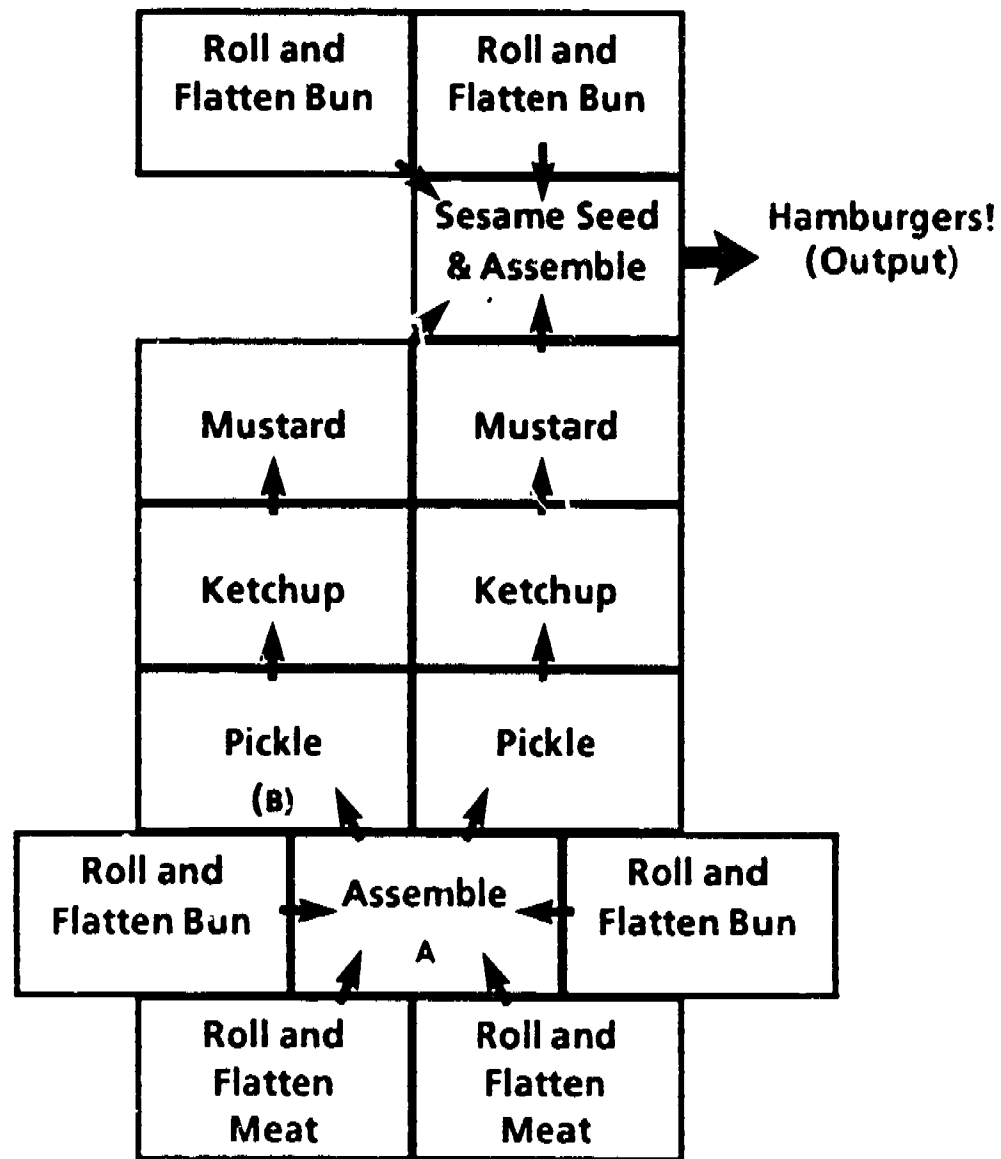 Roll and
Flatten Bun
Roll and
Flatten Bun
Sesame Seed
& Assemble
Hamburgers!
(Output)
Mustard
Mustard
Ketchup
Ketchup
Pickle
(B)
Pickle
Roll and
Flatten Bun
Assemble
A
Roll and
Flatten Bun
Roll and
Flatten
Meat
Roll and
Flatten
Meat